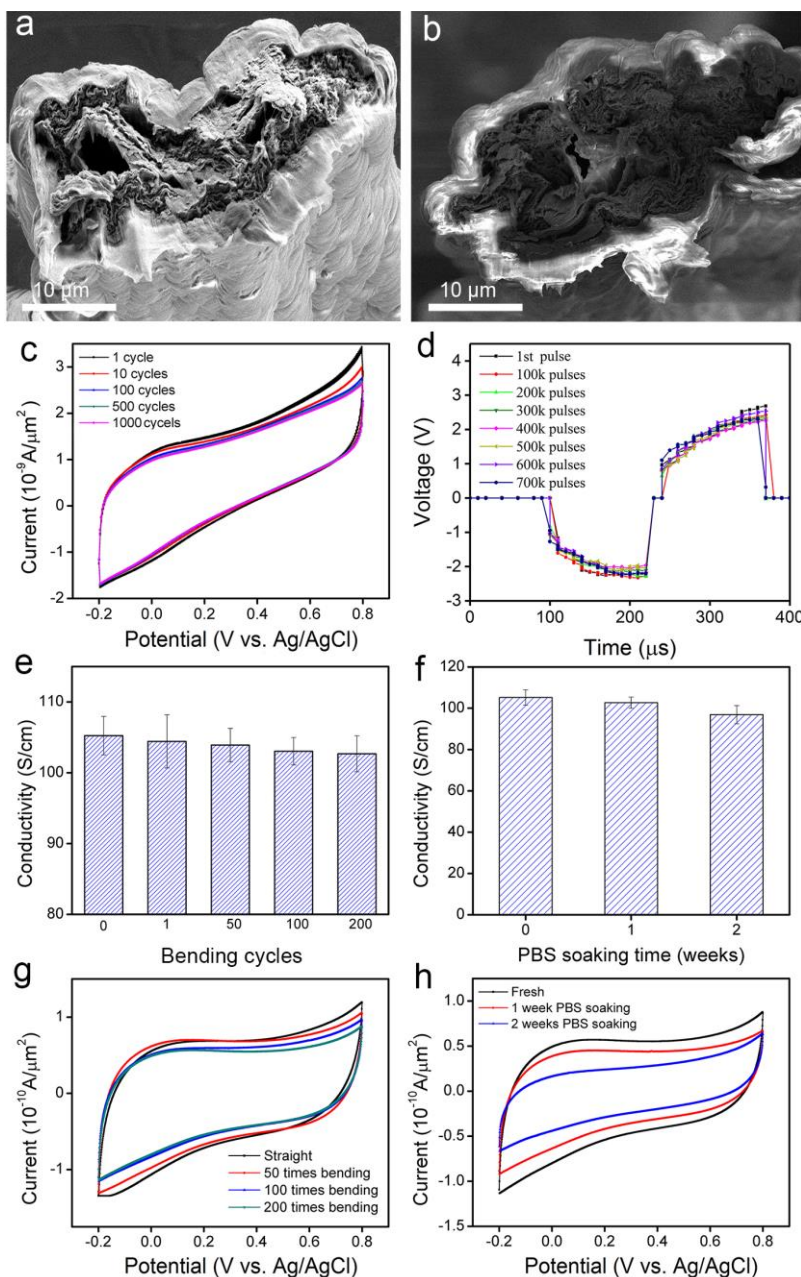 a
10 μm
b
10 μm
c
1 cycle
10 cycles
100 cycles
500 cycles
1000 cycels
3
2
1
0
-1
-2
Current (10⁻⁹A/μm²)
-0.2 0.0 0.2 0.4 0.6 0.8
Potential (V vs. Ag/AgCl)
d
1st pulse
100k pulses
200k pulses
300k pulses
400k pulses
500k pulses
600k pulses
700k pulses
4
3
2
1
0
-1
-2
-3
Voltage (V)
0 100 200 300 400
Time (μs)
e
110
105
100
90
80
Conductivity (S/cm)
0 1 50 100 200
Bending cycles
f
120
100
80
60
40
20
0
Conductivity (S/cm)
0 1 2
PBS soaking time (weeks)
g
1
0
-1
Current (10⁻¹⁰A/μm²)
Straight
50 times bending
100 times bending
200 times bending
-0.2 0.0 0.2 0.4 0.6 0.8
Potential (V vs. Ag/AgCl)
h
Fresh
1 week PBS soaking
2 weeks PBS soaking
1.0
0.5
0.0
-0.5
-1.0
-1.5
Current (10⁻¹⁰A/μm²)
-0.2 0.0 0.2 0.4 0.6 0.8
Potential (V vs. Ag/AgCl)